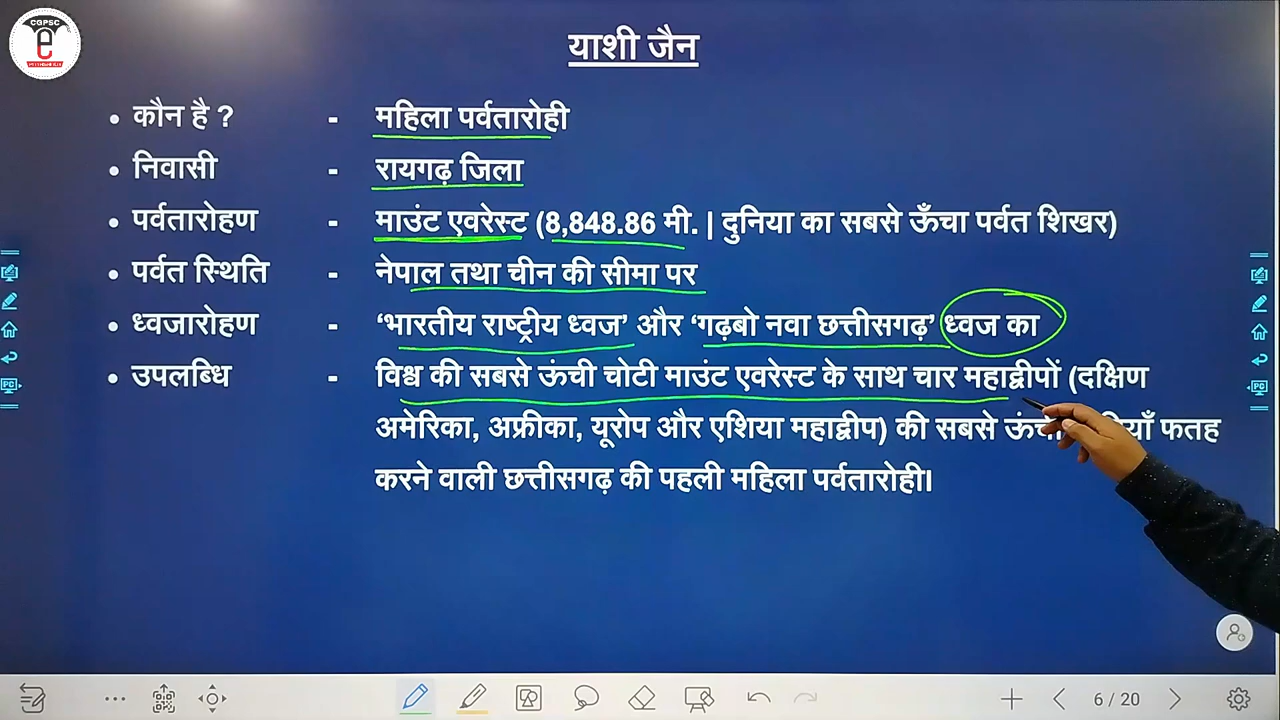 CGPSC
e
याशी जैन
• कौन है ? - महिला पर्वतारोही
• निवासी - रायगढ़ जिला
• पर्वतारोहण - माउंट एवरेस्ट (8,848.86 मी. | दुनिया का सबसे ऊँचा पर्वत शिखर)
• पर्वत स्थिति - नेपाल तथा चीन की सीमा पर
• ध्वजारोहण - ‘भारतीय राष्ट्रीय ध्वज’ और ‘गढ़बो नवा छत्तीसगढ़’ ध्वज का
• उपलब्धि - विश्व की सबसे ऊंची चोटी माउंट एवरेस्ट के साथ चार महाद्वीपों (दक्षिण
अमेरिका, अफ्रीका, यूरोप और एशिया महाद्वीप) की सबसे फतह
करने वाली छत्तीसगढ़ की पहली महिला पर्वतारोही।
PC
PC
6 / 20